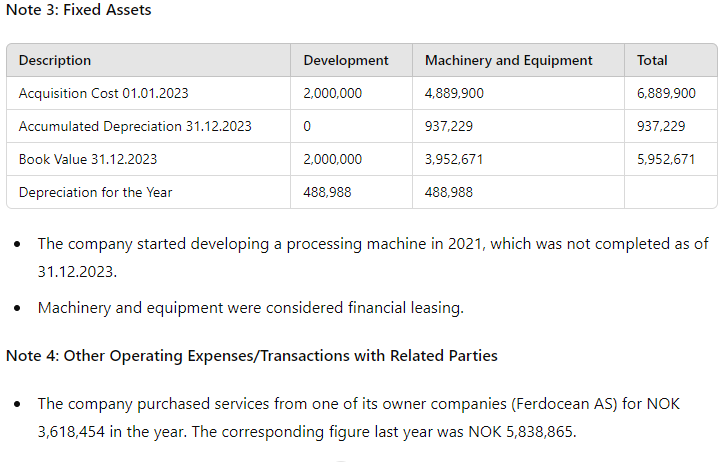 Note 3: Fixed Assets
Description Development Machinery and Equipment Total
Acquisition Cost 01.01.2023 2,000,000 4,889,900 6,889,900
Accumulated Depreciation 31.12.2023 0 937,229 937,229
Book Value 31.12.2023 2,000,000 3,952,671 5,952,671
Depreciation for the Year 488,988 488,988
• The company started developing a processing machine in 2021, which was not completed as of
31.12.2023.
• Machinery and equipment were considered financial leasing.
Note 4: Other Operating Expenses/Transactions with Related Parties
• The company purchased services from one of its owner companies (Ferdocean AS) for NOK
3,618,454 in the year. The corresponding figure last year was NOK 5,838,865.